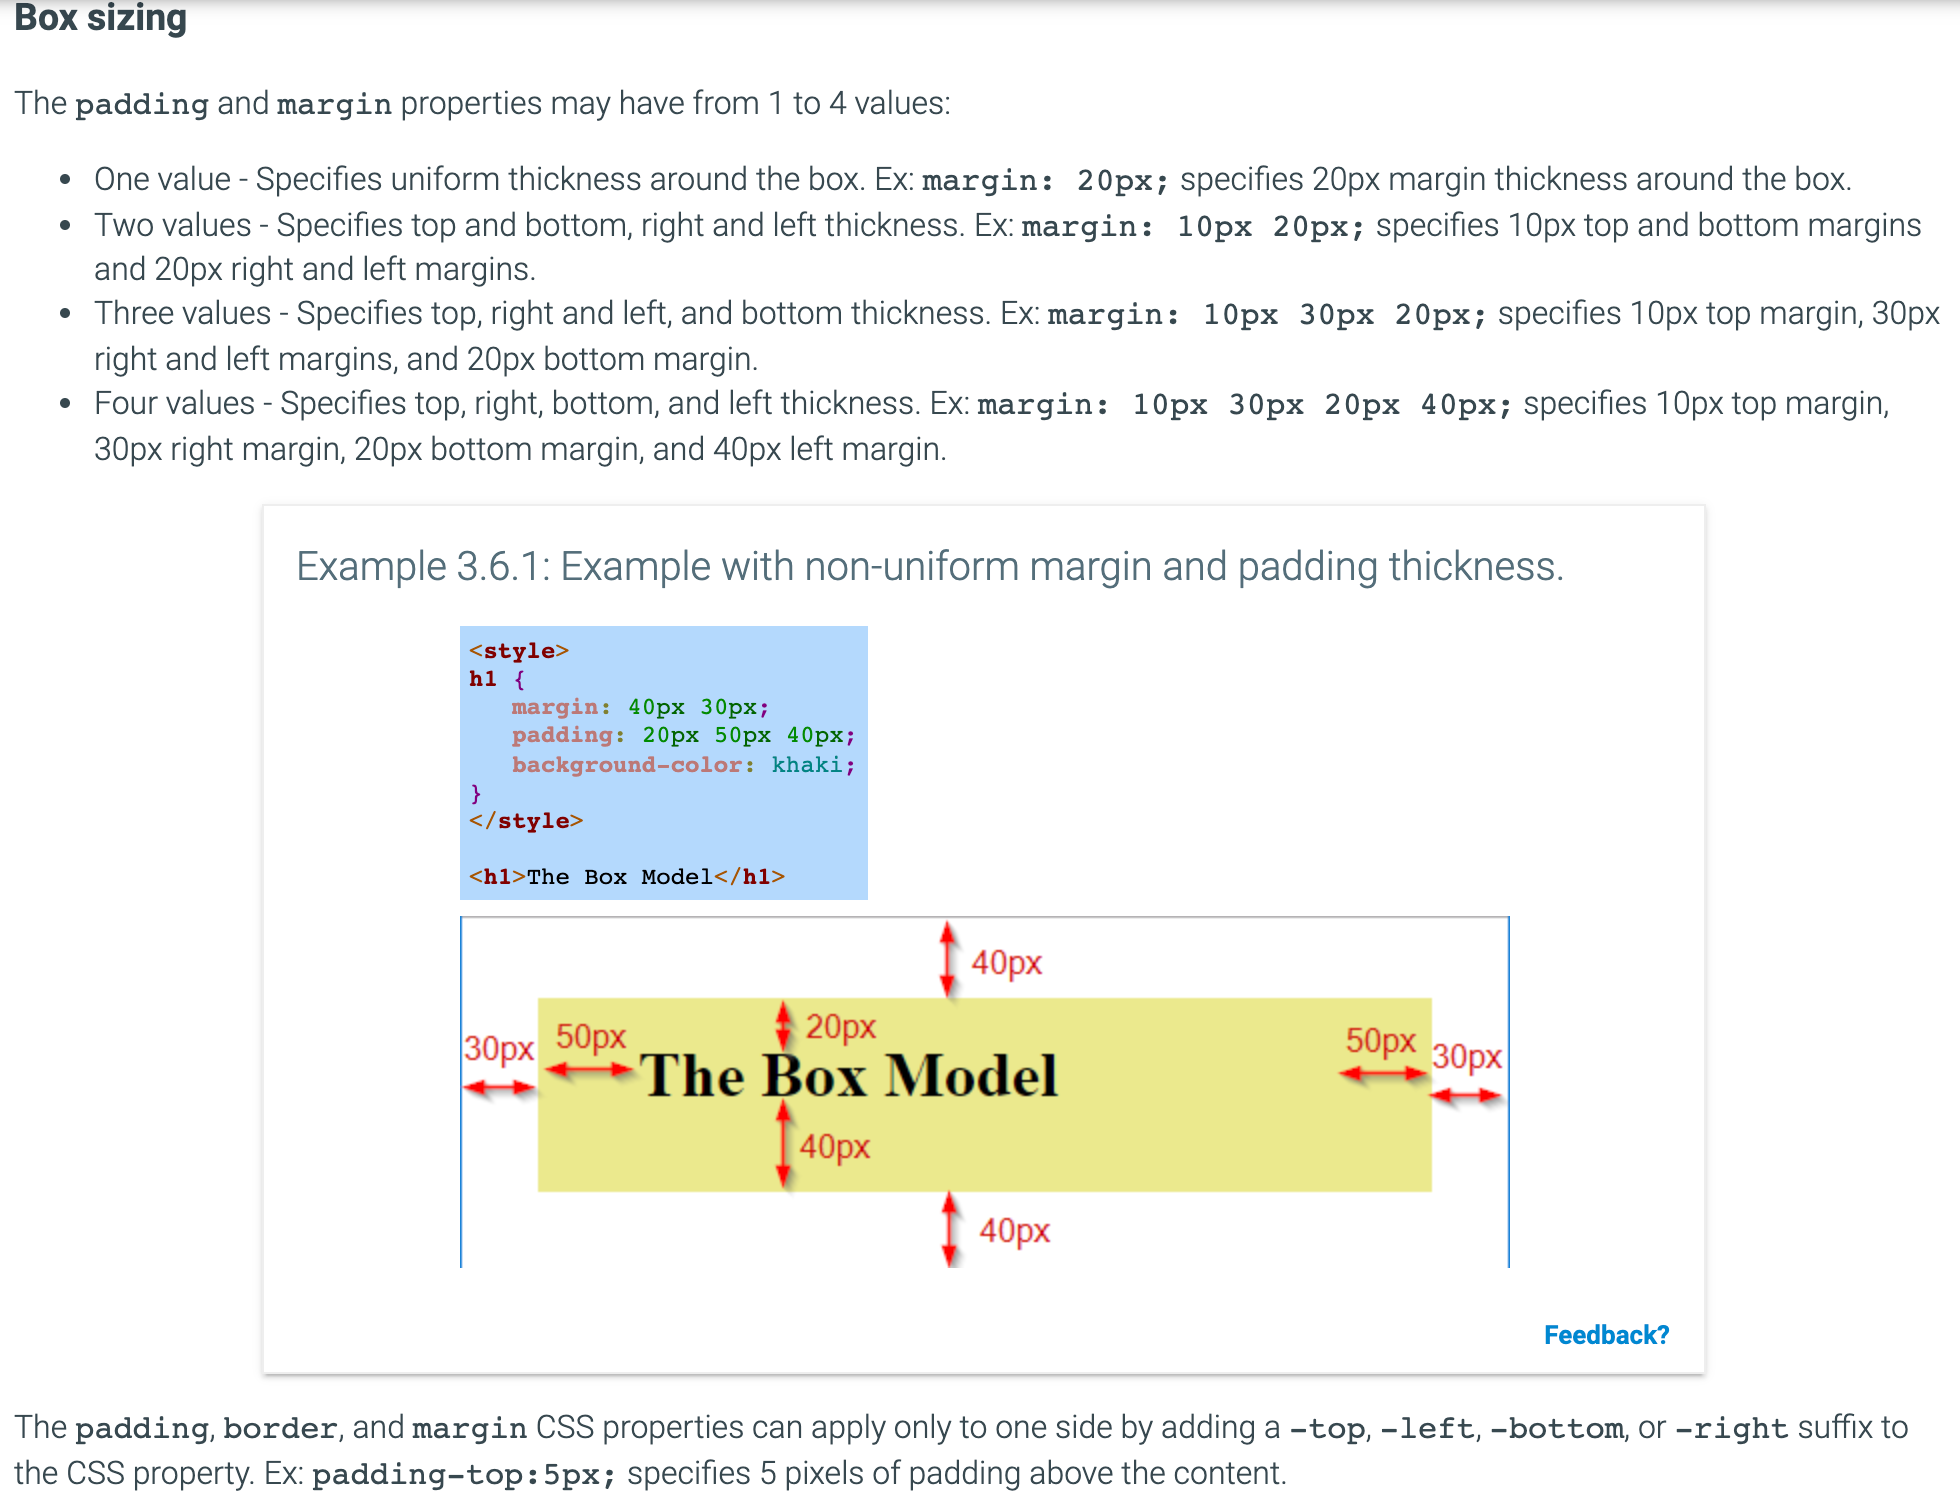 Box sizing
The padding and margin properties may have from 1 to 4 values:
• One value - Specifies uniform thickness around the box. Ex: margin: 20px; specifies 20px margin thickness around the box.
• Two values - Specifies top and bottom, right and left thickness. Ex: margin: 10px 20px; specifies 10px top and bottom margins
and 20px right and left margins.
• Three values - Specifies top, right and left, and bottom thickness. Ex: margin: 10px 30px 20px; specifies 10px top margin, 30px
right and left margins, and 20px bottom margin.
• Four values - Specifies top, right, bottom, and left thickness. Ex: margin: 10px 30px 20px 40px; specifies 10px top margin,
30px right margin, 20px bottom margin, and 40px left margin.
Example 3.6.1: Example with non-uniform margin and padding thickness.
<style>
h1 {
   margin: 40px 30px;
   padding: 20px 50px 40px;
   background-color: khaki;
}
</style>
<h1>The Box Model</h1>
40px
20px
50px
50px
30px
30px
The Box Model
40px
40px
Feedback?
The padding, border, and margin CSS properties can apply only to one side by adding a -top, -left, -bottom, or -right suffix to
the CSS property. Ex: padding-top:5px; specifies 5 pixels of padding above the content.